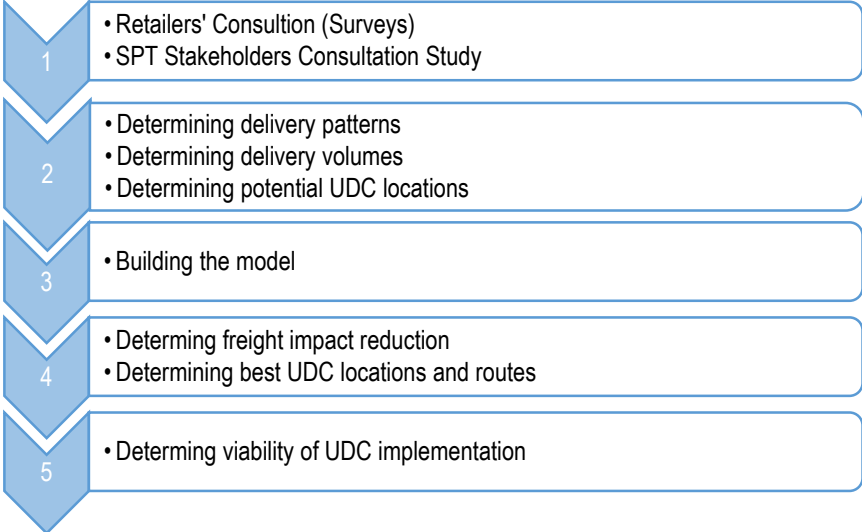 1
• Retailers' Consultion (Surveys)
• SPT Stakeholders Consultation Study
2
• Determining delivery patterns
• Determining delivery volumes
• Determining potential UDC locations
3
• Building the model
4
• Determing freight impact reduction
• Determining best UDC locations and routes
5
• Determing viability of UDC implementation